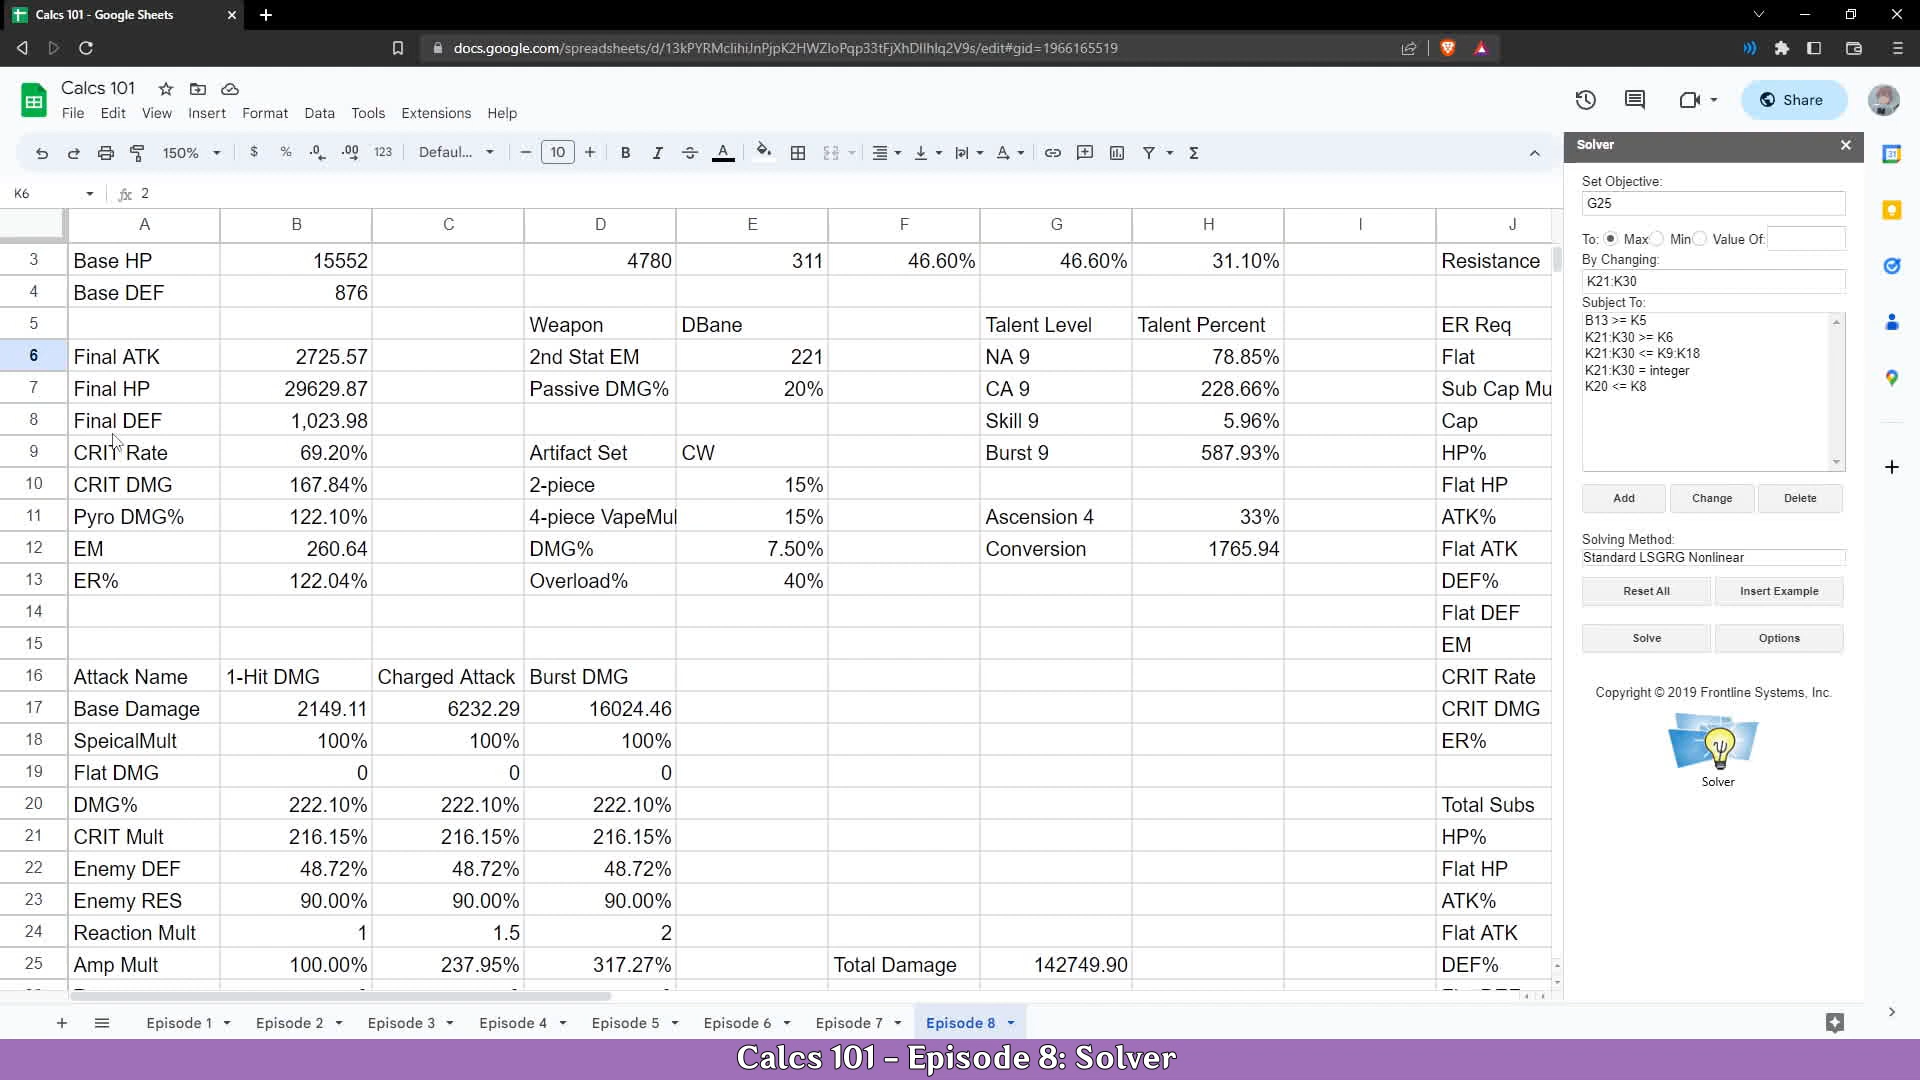 Calcs 101 - Google Sheets
docs.google.com/spreadsheets/d/13kPYRMcIihiJnPjpK2HWZIoPqp33tFjXhDIlhIq2V9s/edit#gid=1966165519
Calcs 101
File Edit View Insert Format Data Tools Extensions Help
Share
150% $ % .0 .00 123 Defaul... 10 B I A
K6 fx 2
A B C D E F G H I J
3 Base HP 15552 4780 311 46.60% 46.60% 31.10% Resistance
4 Base DEF 876
5 Weapon DBane Talent Level Talent Percent ER Req
6 Final ATK 2725.57 2nd Stat EM 221 NA 9 78.85% Flat
7 Final HP 29629.87 Passive DMG% 20% CA 9 228.66% Sub Cap Mu
8 Final DEF 1,023.98 Skill 9 5.96% Cap
9 CRIT Rate 69.20% Artifact Set CW Burst 9 587.93% HP%
10 CRIT DMG 167.84% 2-piece 15% Flat HP
11 Pyro DMG% 122.10% 4-piece VapeMul 15% Ascension 4 33% ATK%
12 EM 260.64 DMG% 7.50% Conversion 1765.94 Flat ATK
13 ER% 122.04% Overload% 40% DEF%
14 Flat DEF
15 EM
16 Attack Name 1-Hit DMG Charged Attack Burst DMG CRIT Rate
17 Base Damage 2149.11 6232.29 16024.46 CRIT DMG
18 SpeicalMult 100% 100% 100% ER%
19 Flat DMG 0 0 0
20 DMG% 222.10% 222.10% 222.10% Total Subs
21 CRIT Mult 216.15% 216.15% 216.15% HP%
22 Enemy DEF 48.72% 48.72% 48.72% Flat HP
23 Enemy RES 90.00% 90.00% 90.00% ATK%
24 Reaction Mult 1 1.5 2 Flat ATK
25 Amp Mult 100.00% 237.95% 317.27% Total Damage 142749.90 DEF%
Solver
Set Objective:
G25
To: Max Min Value Of:
By Changing:
K21:K30
Subject To:
B13 >= K5
K21:K30 >= K6
K21:K30 <= K9:K18
K21:K30 = integer
K20 <= K8
Add Change Delete
Solving Method:
Standard LSGRG Nonlinear
Reset All Insert Example
Solve Options
Copyright © 2019 Frontline Systems, Inc.
Solver
Episode 1 Episode 2 Episode 3 Episode 4 Episode 5 Episode 6 Episode 7 Episode 8
Calcs 101 - Episode 8: Solver